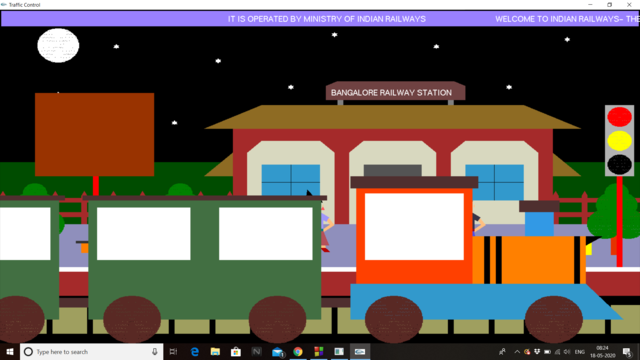 Traffic Control
IT IS OPERATED BY MINISTRY OF INDIAN RAILWAYS
WELCOME TO INDIAN RAILWAYS- THE
BANGALORE RAILWAY STATION
Type here to search
ENG
08:24
18-05-2020